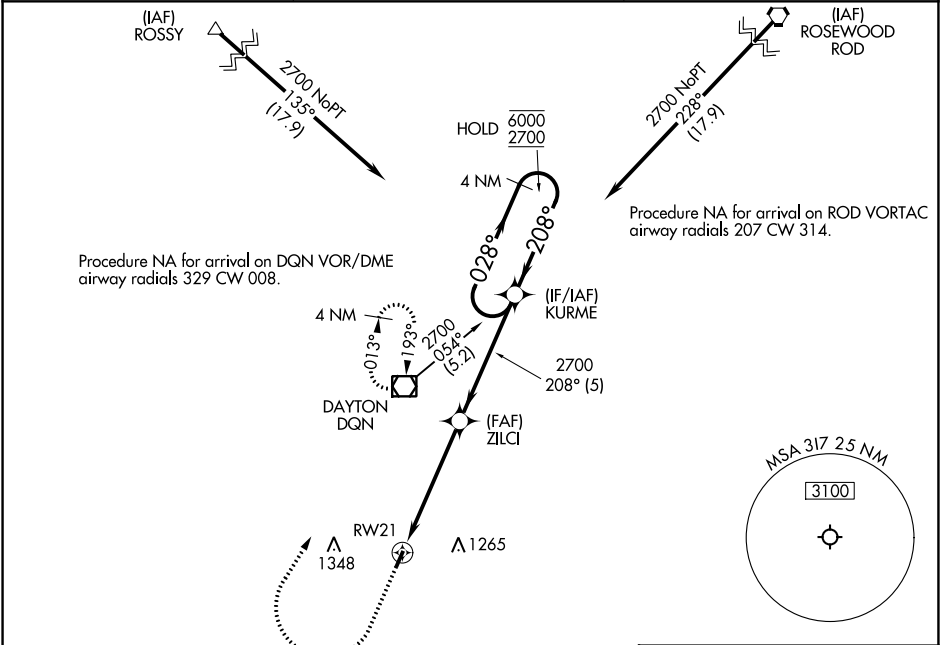 (IAF)
ROSSY
(IAF)
ROSEWOOD
ROD
2700 NoPT
135°
(17.9)
2700 NoPT
228°
(17.9)
HOLD
6000
2700
4 NM
028°
208°
Procedure NA for arrival on ROD VORTAC
airway radials 207 CW 314.
Procedure NA for arrival on DQN VOR/DME
airway radials 329 CW 008.
(IF/IAF)
KURME
4 NM
013°
193°
2700
054°
(5.2)
2700
208° (5)
DAYTON
DQN
(FAF)
ZILCI
MSA 3I7 25 NM
3100
RW21
1348
1265